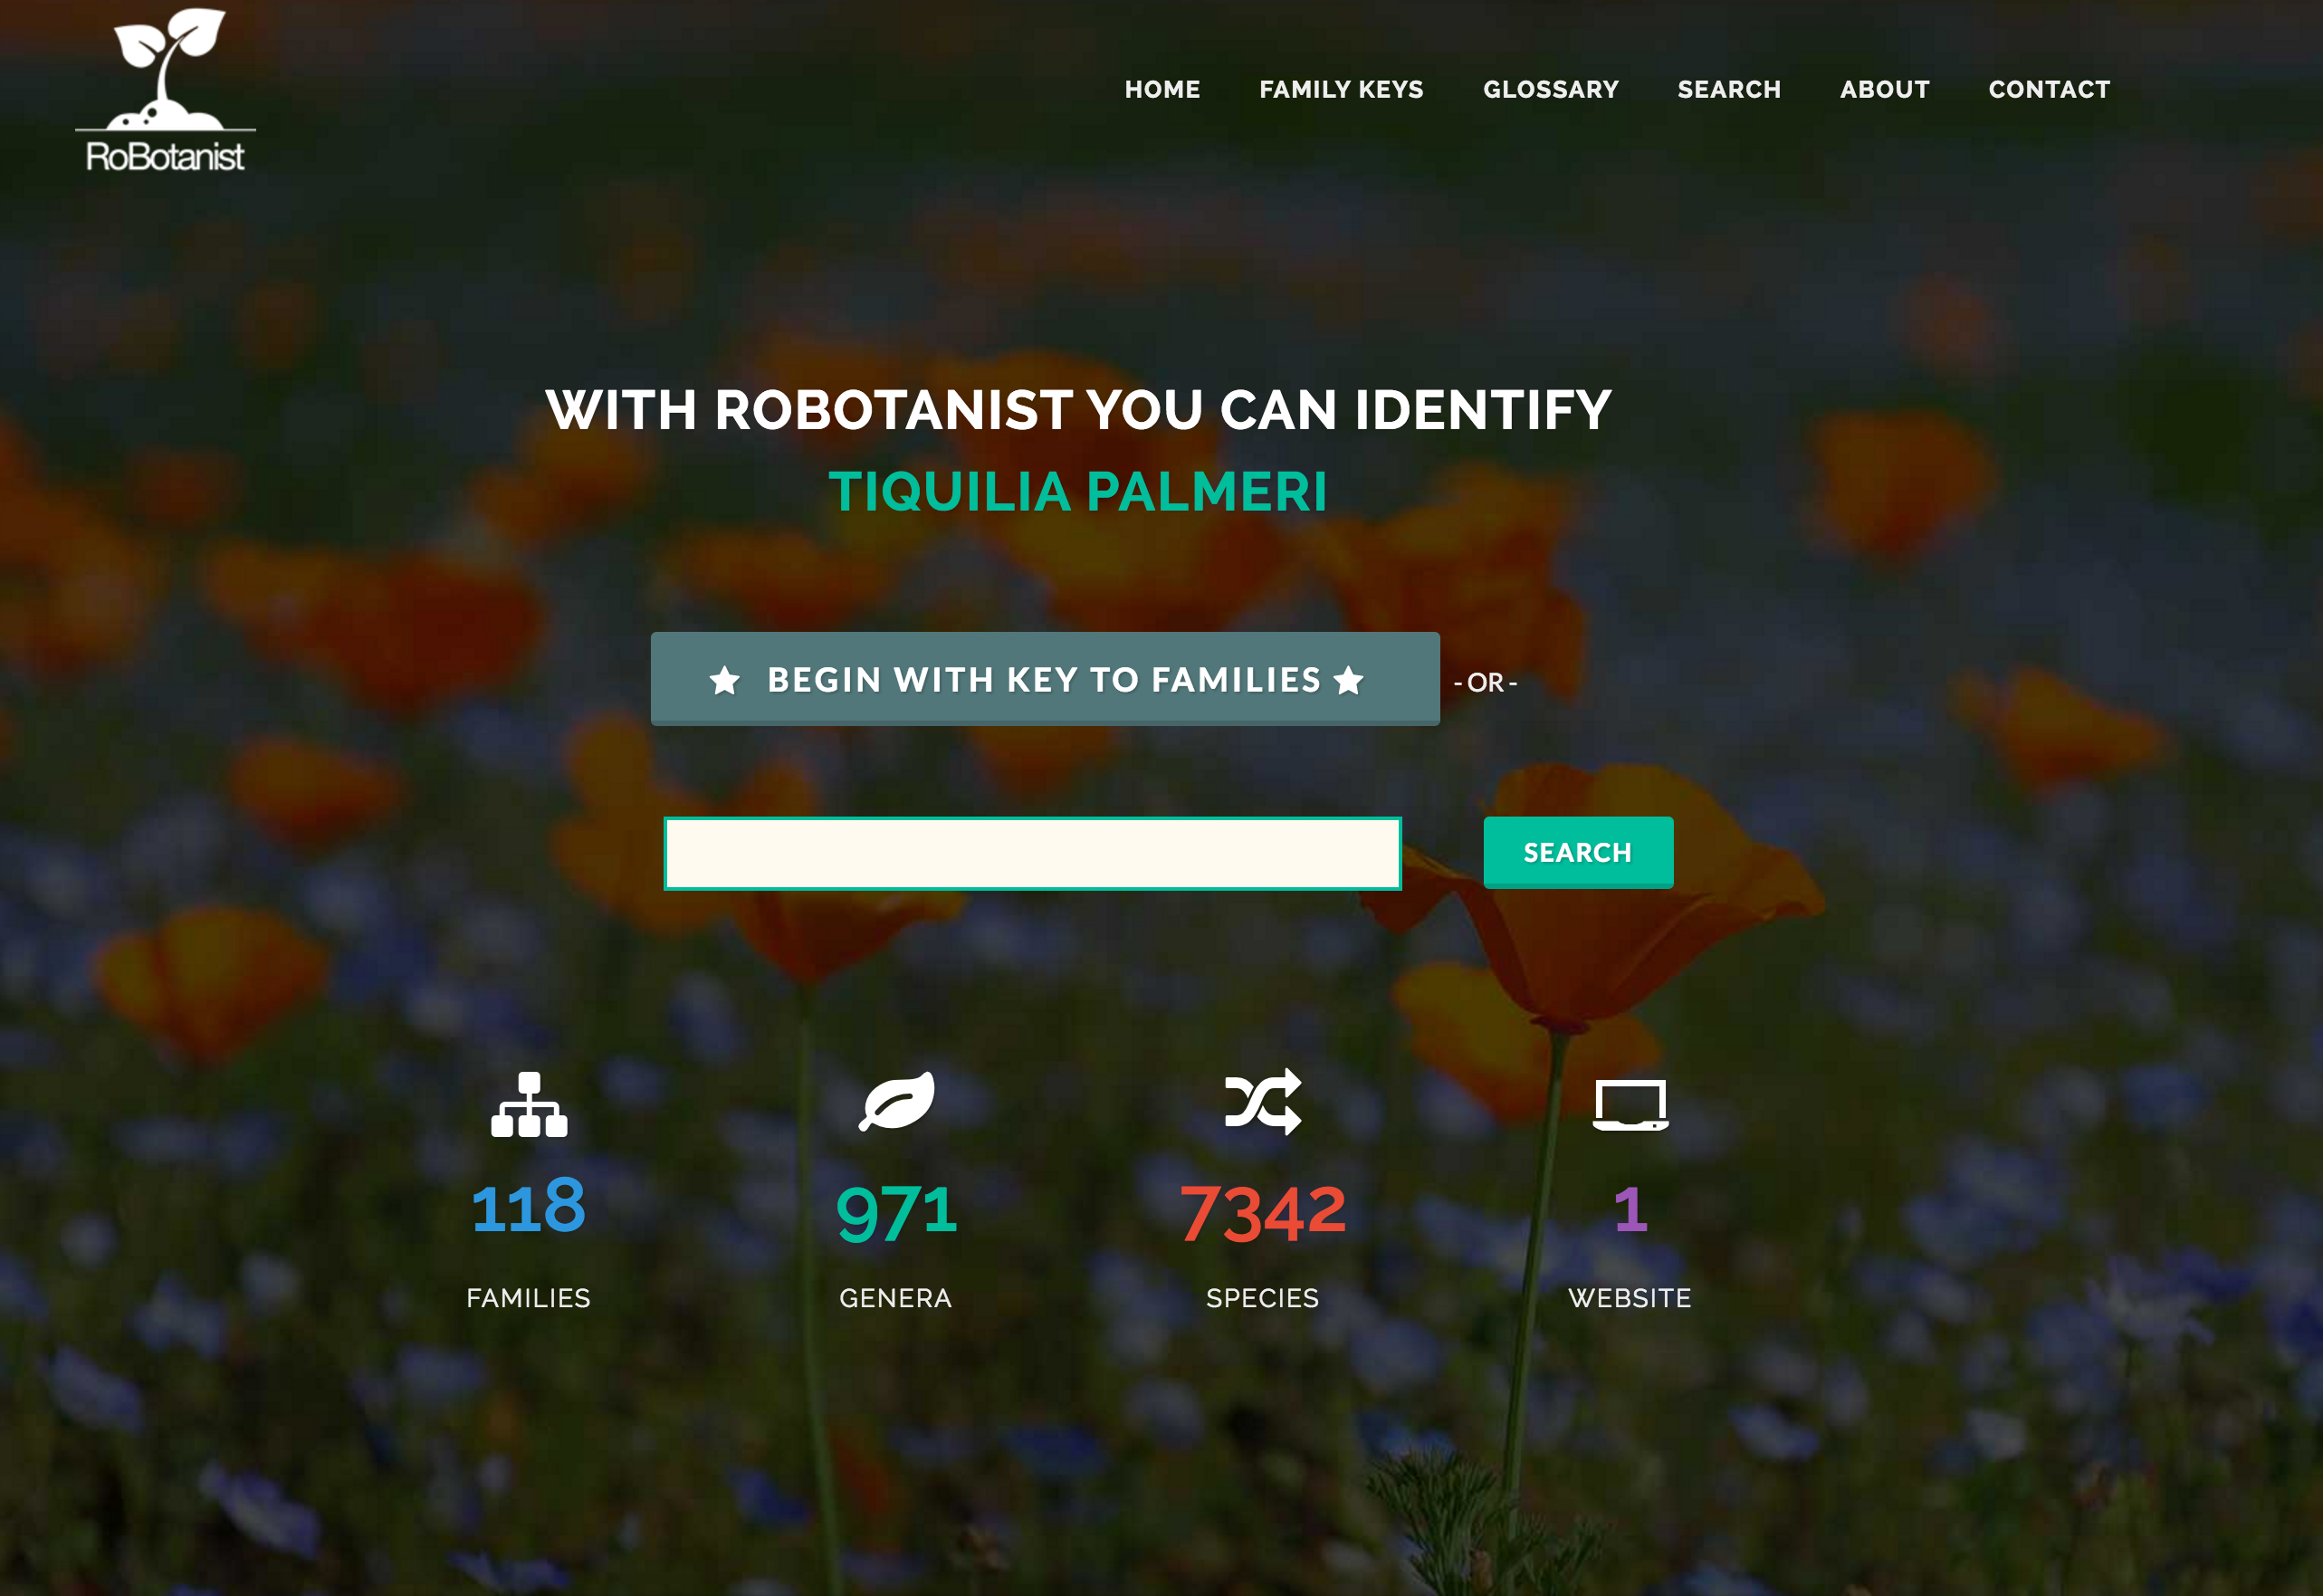 RoBotanist
HOME FAMILY KEYS GLOSSARY SEARCH ABOUT CONTACT
WITH ROBOTANIST YOU CAN IDENTIFY
TIQUILIA PALMERI
BEGIN WITH KEY TO FAMILIES - OR -
SEARCH
118 971 7342 1
FAMILIES GENERA SPECIES WEBSITE